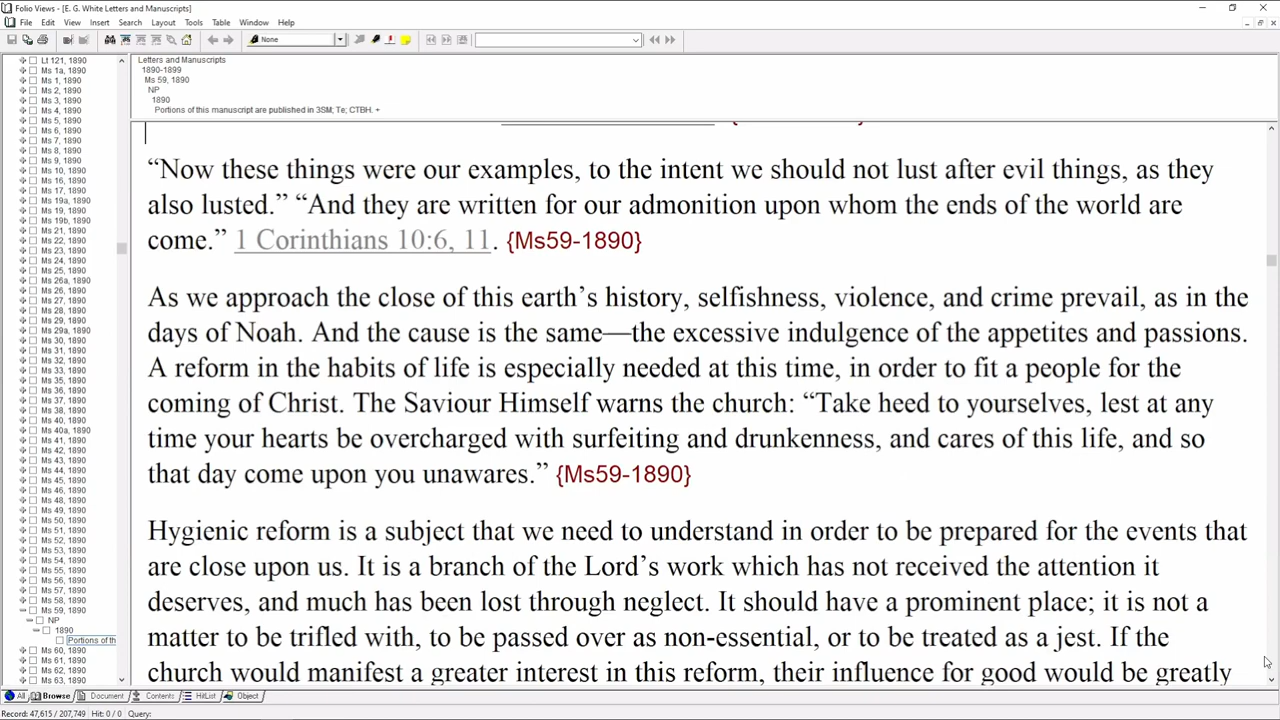 Folio Views - [E. G. White Letters and Manuscripts]
File Edit View Insert Search Layout Tools Table Window Help
None
Lt 121, 1890
Ms 1a, 1890
Ms 1, 1890
Ms 2, 1890
Ms 3, 1890
Ms 4, 1890
Ms 5, 1890
Ms 6, 1890
Ms 7, 1890
Ms 8, 1890
Ms 9, 1890
Ms 10, 1890
Ms 16, 1890
Ms 17, 1890
Ms 19a, 1890
Ms 19, 1890
Ms 19b, 1890
Ms 21, 1890
Ms 22, 1890
Ms 23, 1890
Ms 24, 1890
Ms 25, 1890
Ms 26a, 1890
Ms 26, 1890
Ms 27, 1890
Ms 28, 1890
Ms 29, 1890
Ms 29a, 1890
Ms 30, 1890
Ms 31, 1890
Ms 32, 1890
Ms 33, 1890
Ms 35, 1890
Ms 36, 1890
Ms 37, 1890
Ms 38, 1890
Ms 40, 1890
Ms 40a, 1890
Ms 41, 1890
Ms 42, 1890
Ms 43, 1890
Ms 44, 1890
Ms 45, 1890
Ms 46, 1890
Ms 48, 1890
Ms 49, 1890
Ms 50, 1890
Ms 51, 1890
Ms 52, 1890
Ms 53, 1890
Ms 54, 1890
Ms 55, 1890
Ms 56, 1890
Ms 57, 1890
Ms 58, 1890
Ms 59, 1890
NP
1890
Portions of th
Ms 60, 1890
Ms 61, 1890
Ms 62, 1890
Ms 63, 1890
Letters and Manuscripts
1890-1899
Ms 59, 1890
NP
1890
Portions of this manuscript are published in 3SM; Te; CTBH. +
“Now these things were our examples, to the intent we should not lust after evil things, as they
also lusted.” “And they are written for our admonition upon whom the ends of the world are
come.” 1 Corinthians 10:6, 11. {Ms59-1890}
As we approach the close of this earth’s history, selfishness, violence, and crime prevail, as in the
days of Noah. And the cause is the same—the excessive indulgence of the appetites and passions.
A reform in the habits of life is especially needed at this time, in order to fit a people for the
coming of Christ. The Saviour Himself warns the church: “Take heed to yourselves, lest at any
time your hearts be overcharged with surfeiting and drunkenness, and cares of this life, and so
that day come upon you unawares.” {Ms59-1890}
Hygienic reform is a subject that we need to understand in order to be prepared for the events that
are close upon us. It is a branch of the Lord’s work which has not received the attention it
deserves, and much has been lost through neglect. It should have a prominent place; it is not a
matter to be trifled with, to be passed over as non-essential, or to be treated as a jest. If the
church would manifest a greater interest in this reform, their influence for good would be greatly
All Browse Document Contents HitList Object
Record: 47,615 / 207,749 Hit: 0 / 0 Query: